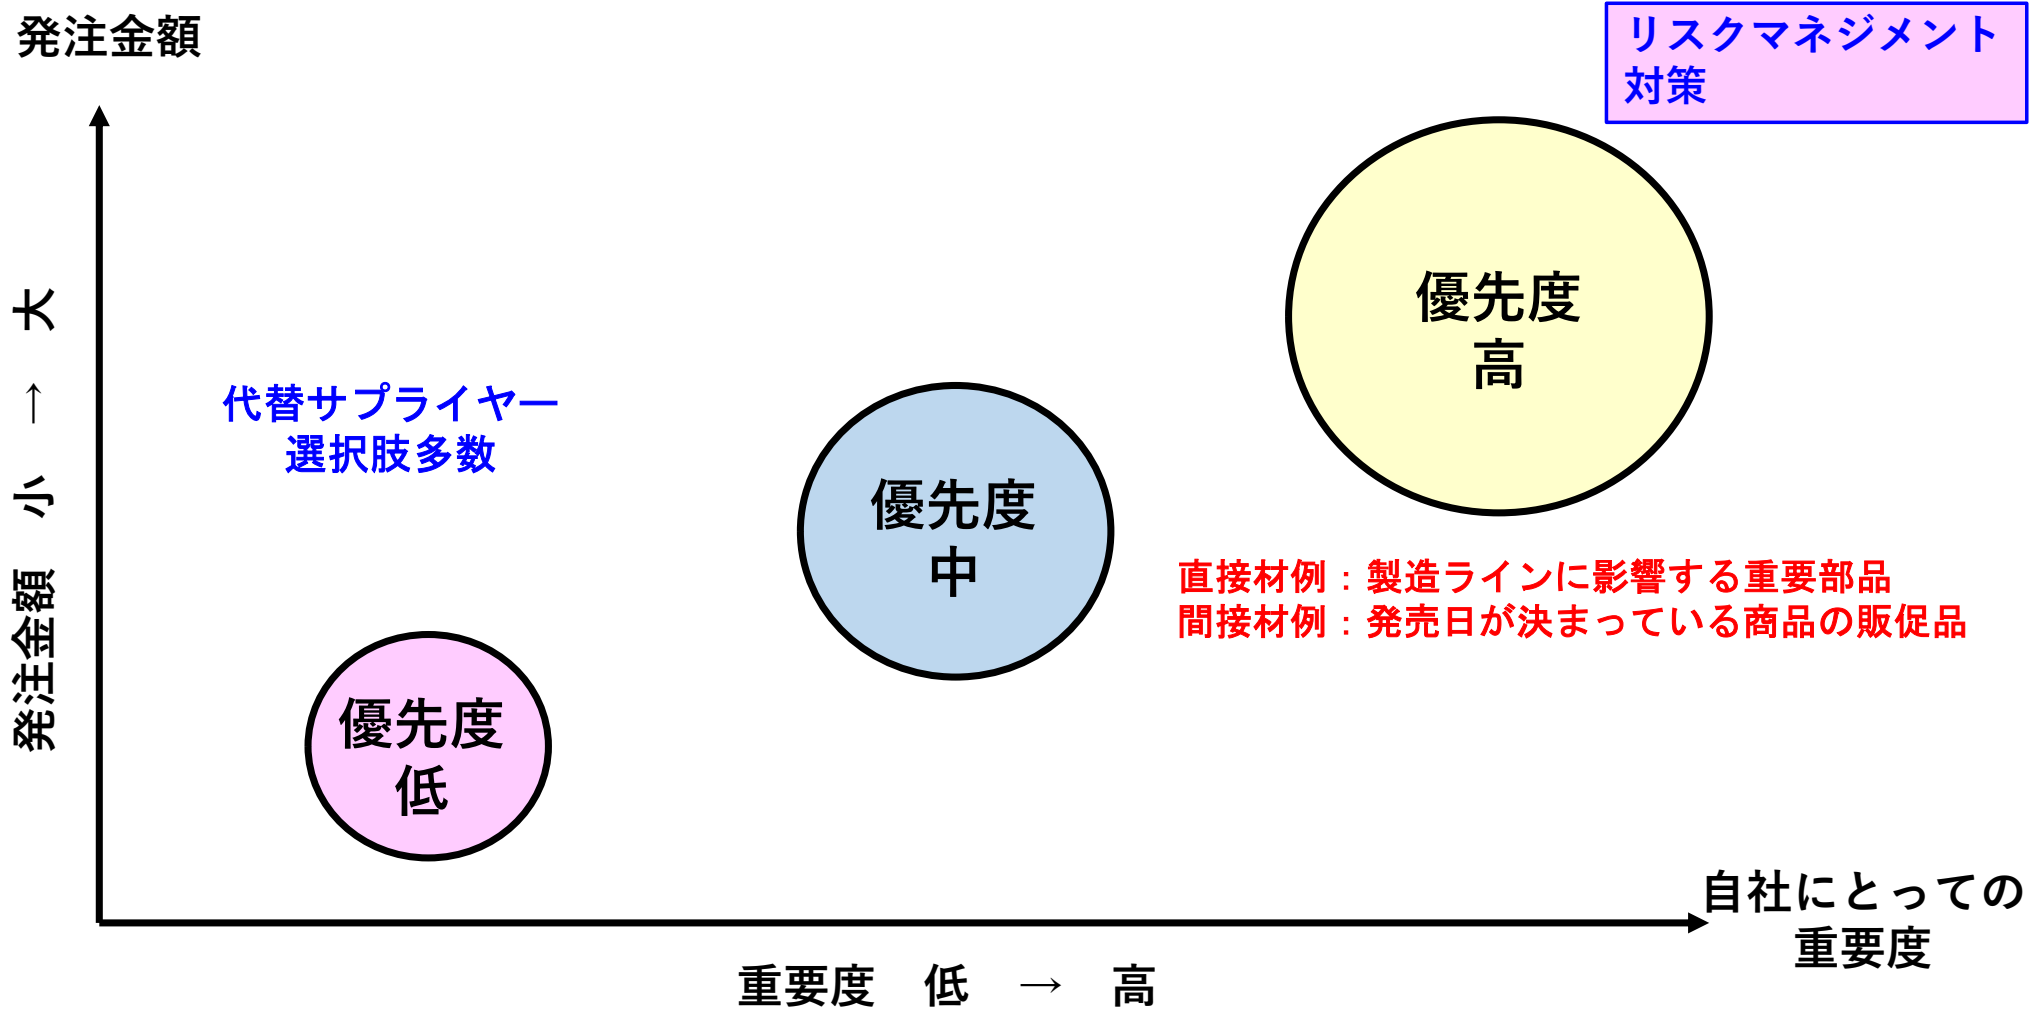 発注金額
リスクマネジメント
対策
優先度
高
代替サプライヤー
選択肢多数
優先度
中
直接材例：製造ラインに影響する重要部品
間接材例：発売日が決まっている商品の販促品
優先度
低
発注金額　小　→　大
自社にとっての
重要度
重要度　低　→　高